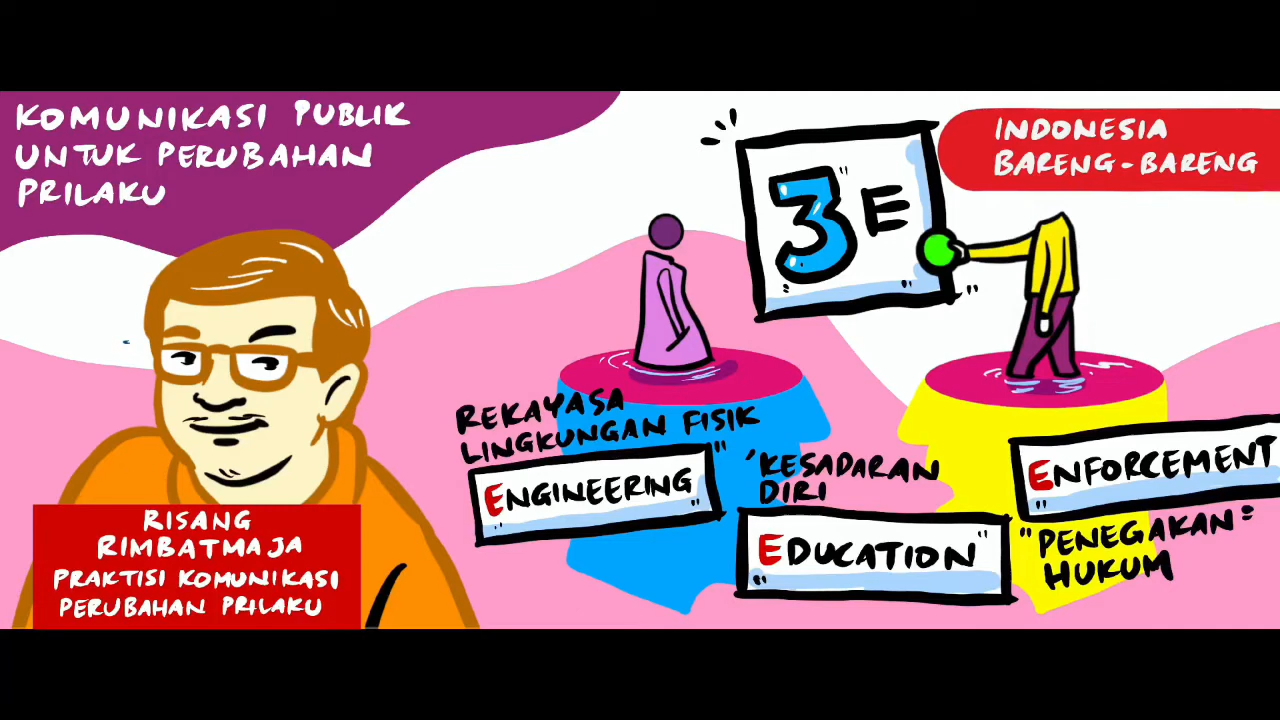 KOMUNIKASI PUBLIK
UNTUK PERUBAHAN
PRILAKU
INDONESIA
BARENG-BARENG
3E
REKAYASA
LINGKUNGAN FISIK
ENGINEERING
KESADARAN
DIRI
EDUCATION
ENFORCEMENT
"PENEGAKAN"
HUKUM
RISANG
RIMBATMAJA
PRAKTISI KOMUNIKASI
PERUBAHAN PRILAKU